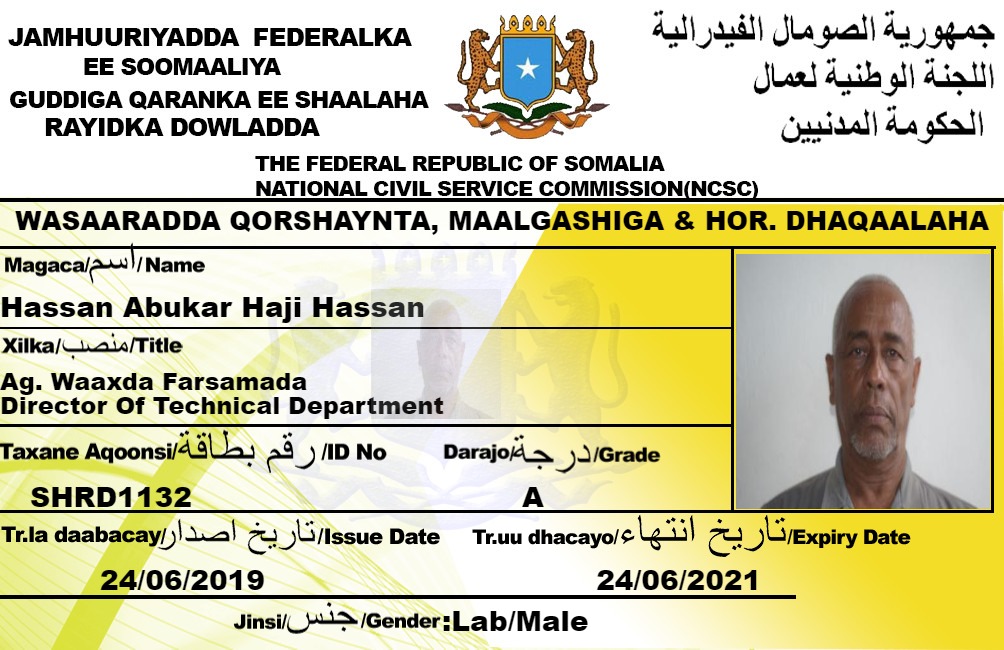 JAMHUURIYADDA FEDERALKA
EE SOOMAALIYA
GUDDIGA QARANKA EE SHAALAHA
RAYIDKA DOWLADDA
جمهورية الصومال الفيدرالية
اللجنة الوطنية لعمال
الحكومة المدنيين
THE FEDERAL REPUBLIC OF SOMALIA
NATIONAL CIVIL SERVICE COMMISSION(NCSC)
WASAARADDA QORSHAYNTA, MAALGASHIGA & HOR. DHAQAALAHA
Magaca/اسم/Name
Hassan Abukar Haji Hassan
Xilka/منصب/Title
Ag. Waaxda Farsamada
Director Of Technical Department
Taxane Aqoonsi/رقم بطاقة/ID No
Darajo/درجة/Grade
SHRD1132
A
Tr.la daabacay/تاريخ اصدار/Issue Date
Tr.uu dhacayo/تاريخ انتهاء/Expiry Date
24/06/2019
24/06/2021
Jinsi/جنس/Gender:Lab/Male